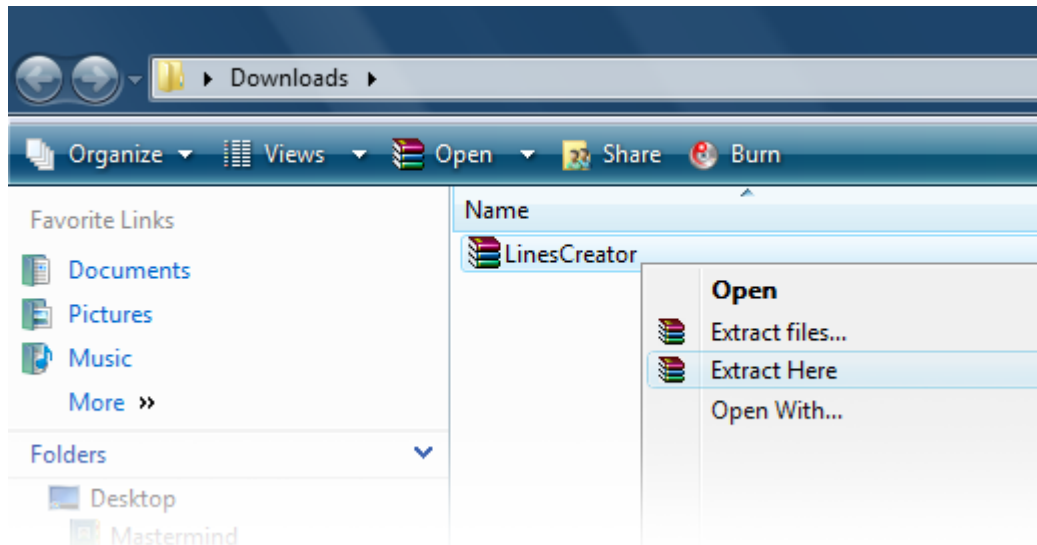 Downloads
Organize Views Open Share Burn
Favorite Links
Documents
Pictures
Music
More »
Folders
Desktop
Mastermind
Name
LinesCreator
Open
Extract files...
Extract Here
Open With...